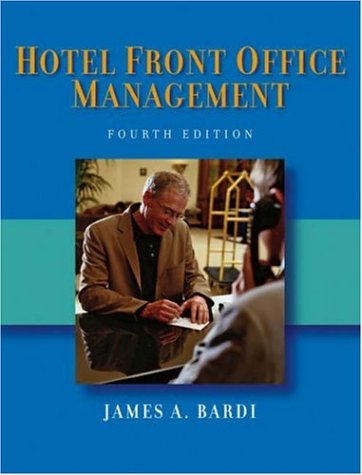 HOTEL FRONT OFFICE
MANAGEMENT
FOURTH EDITION
JAMES A. BARDI